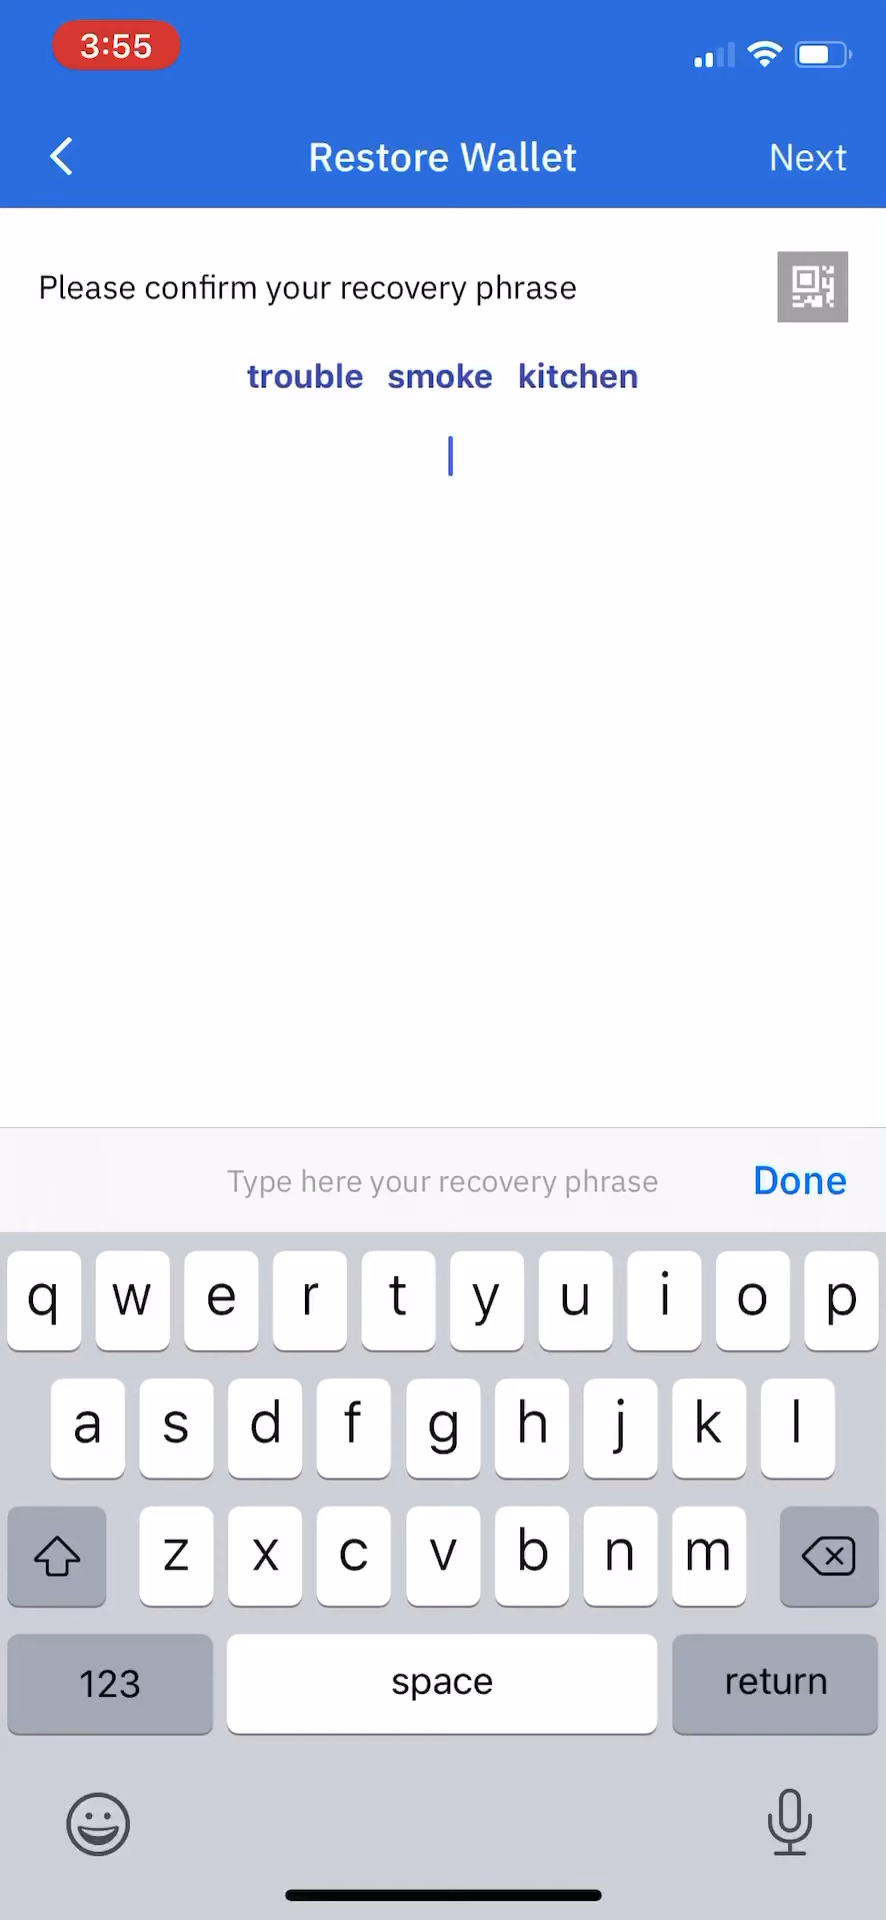 3:55
Restore Wallet
Next
Please confirm your recovery phrase
trouble smoke kitchen
Type here your recovery phrase
Done
q w e r t y u i o p
a s d f g h j k l
z x c v b n m
123
space
return